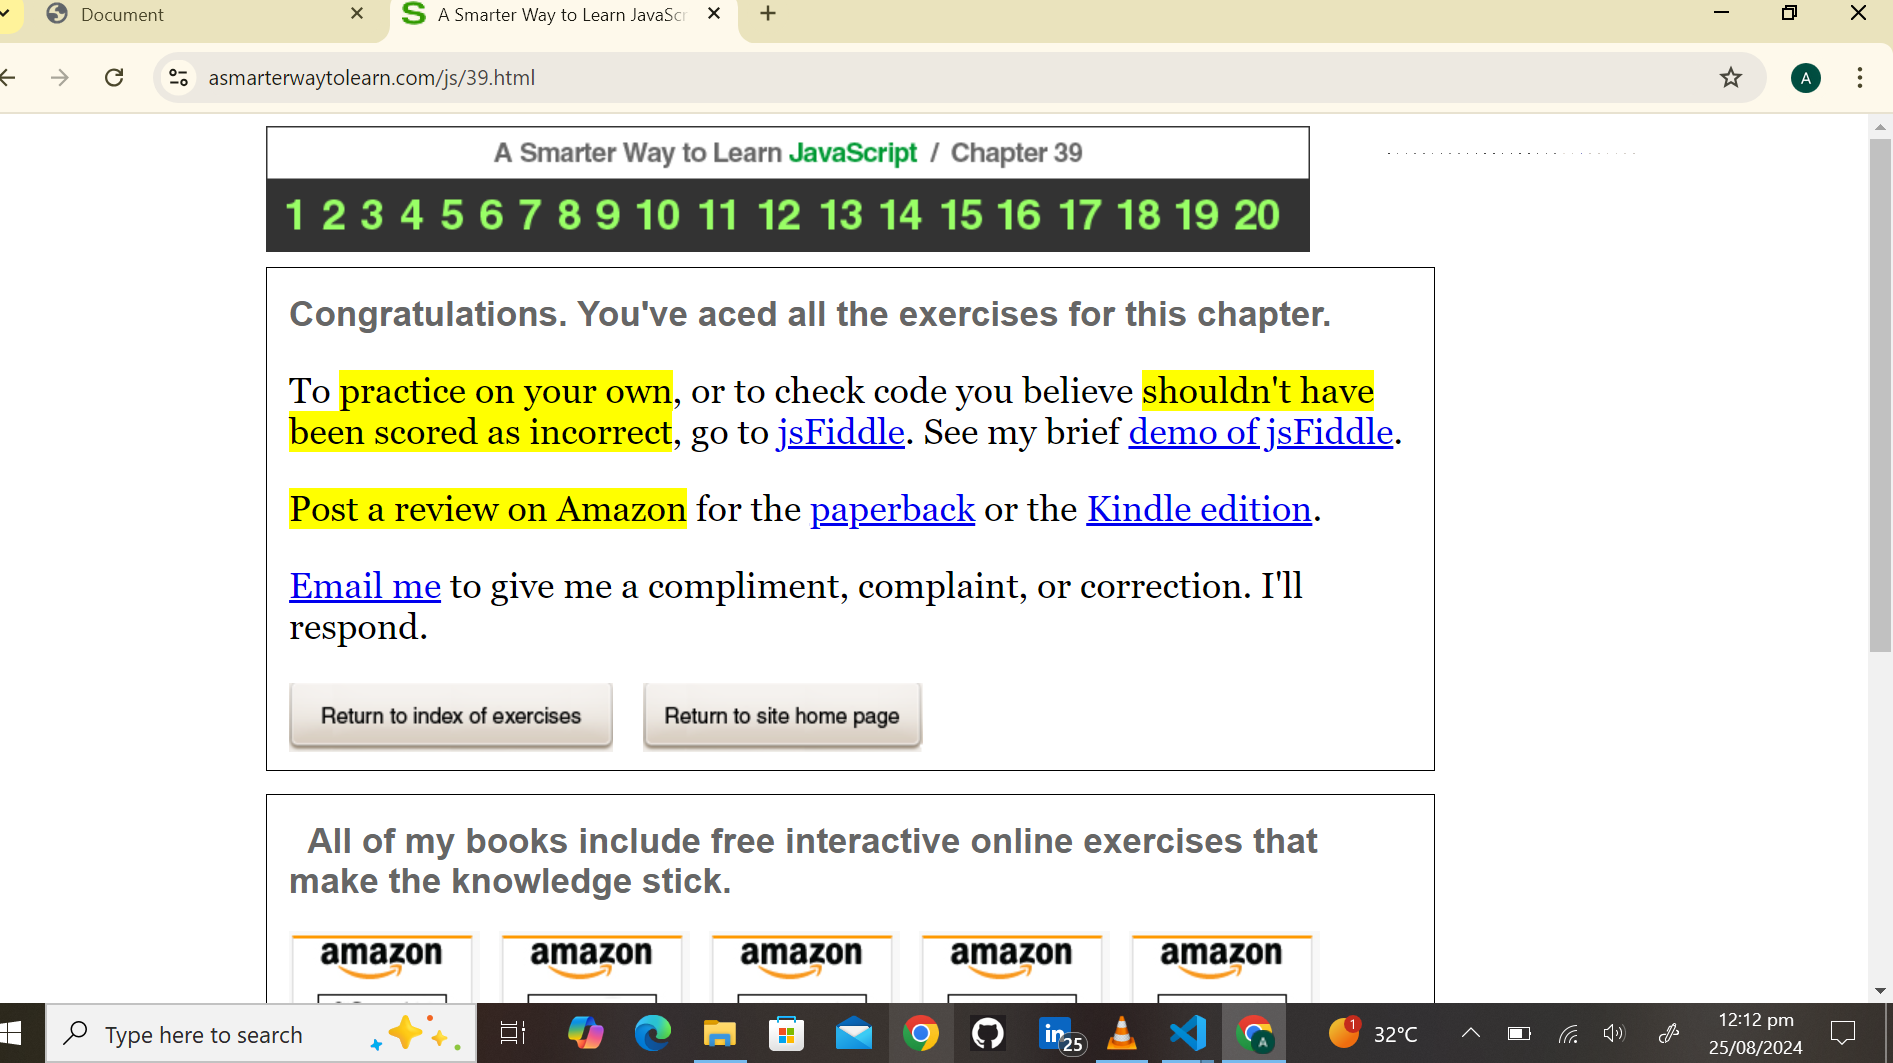 Document
A Smarter Way to Learn JavaScr
asmarterwaytolearn.com/js/39.html
A
A Smarter Way to Learn JavaScript / Chapter 39
1 2 3 4 5 6 7 8 9 10 11 12 13 14 15 16 17 18 19 20
Congratulations. You've aced all the exercises for this chapter.
To practice on your own, or to check code you believe shouldn't have
been scored as incorrect, go to jsFiddle. See my brief demo of jsFiddle.
Post a review on Amazon for the paperback or the Kindle edition.
Email me to give me a compliment, complaint, or correction. I'll
respond.
Return to index of exercises Return to site home page
All of my books include free interactive online exercises that
make the knowledge stick.
amazon amazon amazon amazon amazon
Type here to search
in 25
A
1
32°C
12:12 pm
25/08/2024